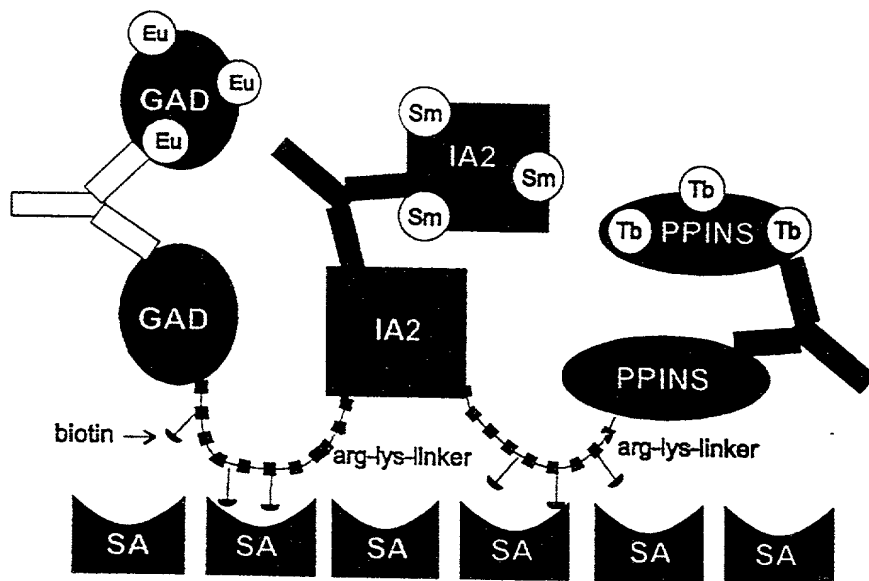 Eu
Eu
GAD
Eu
Sm
IA2
Sm
Sm
Tb
Tb
PPINS
Tb
GAD
IA2
PPINS
biotin
arg-lys-linker
arg-lys-linker
SA
SA
SA
SA
SA
SA